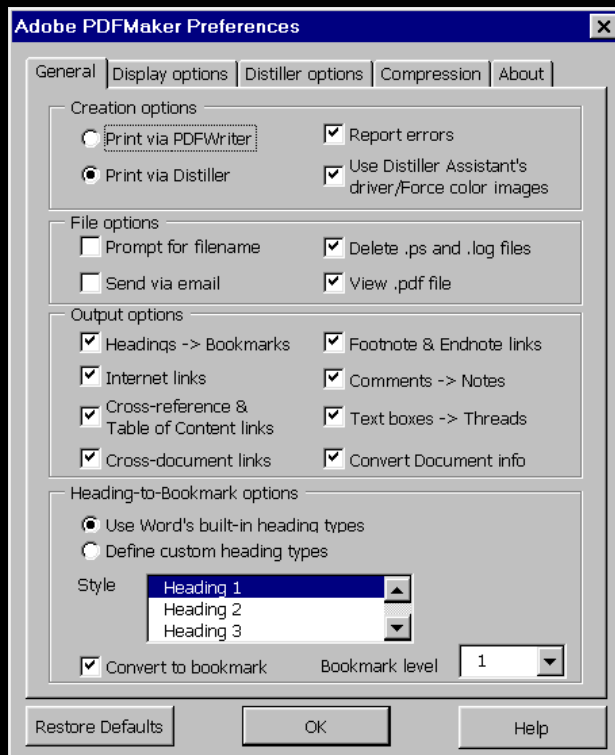 Adobe PDFMaker Preferences
General Display options Distiller options Compression About
Creation options
Print via PDFWriter
Report errors
Print via Distiller
Use Distiller Assistant's
driver/Force color images
File options
Prompt for filename
Delete .ps and .log files
Send via email
View .pdf file
Output options
Headings -> Bookmarks
Footnote & Endnote links
Internet links
Comments -> Notes
Cross-reference &
Table of Content links
Text boxes -> Threads
Cross-document links
Convert Document info
Heading-to-Bookmark options
Use Word's built-in heading types
Define custom heading types
Style
Heading 1
Heading 2
Heading 3
Convert to bookmark
Bookmark level 1
Restore Defaults OK Help